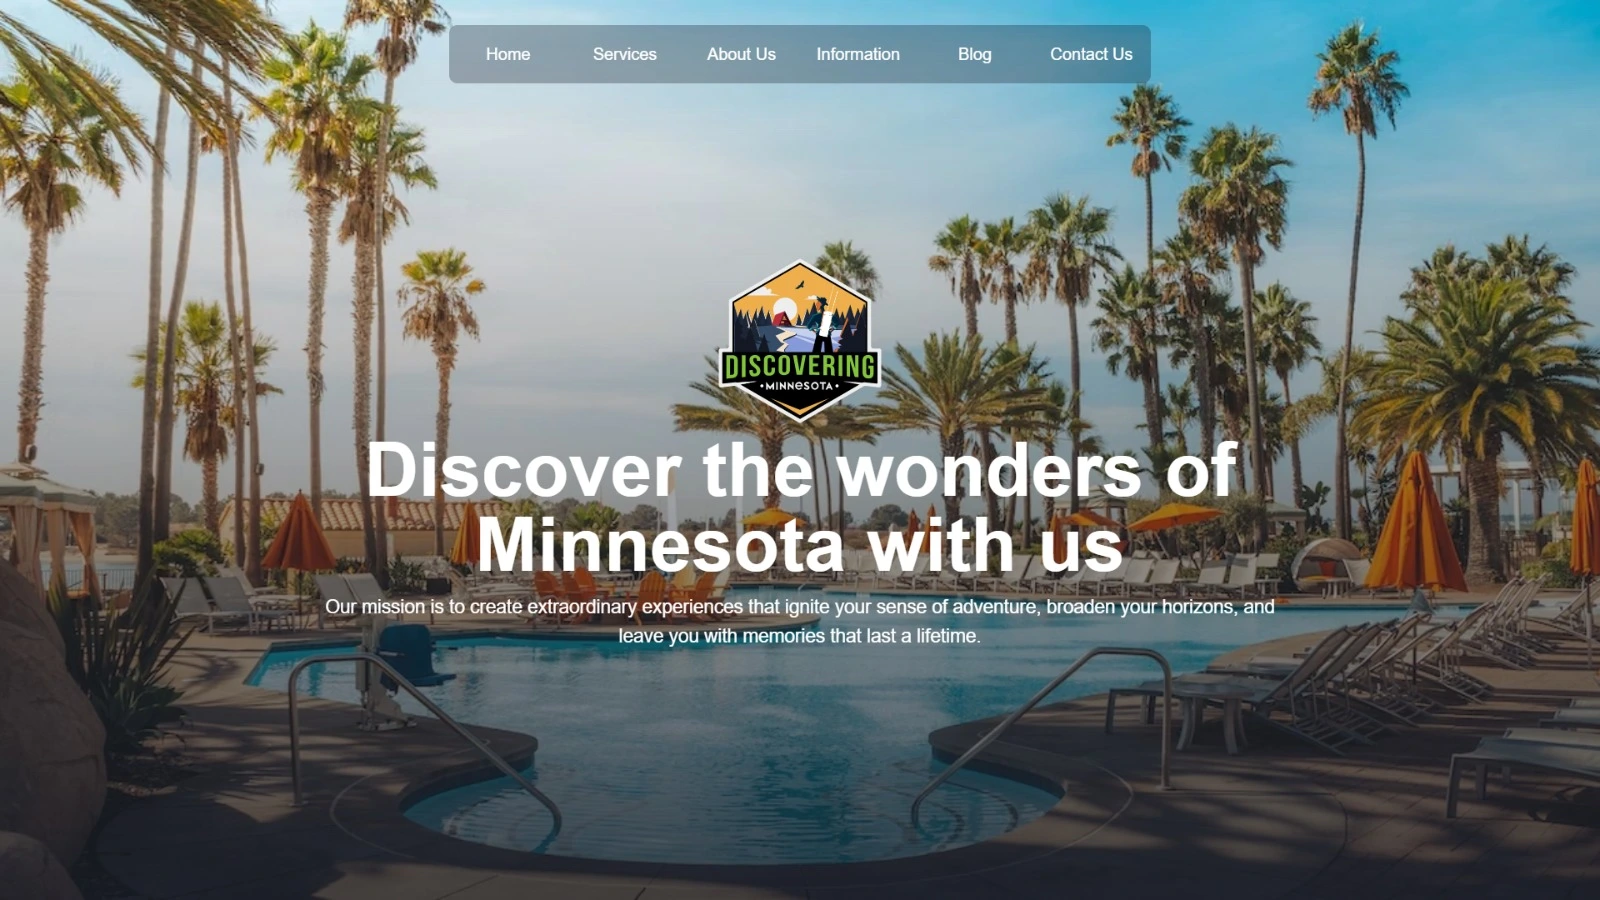 Home
Services
About Us
Information
Blog
Contact Us
DISCOVERING
• MINNESOTA •
Discover the wonders of
Minnesota with us
Our mission is to create extraordinary experiences that ignite your sense of adventure, broaden your horizons, and
leave you with memories that last a lifetime.